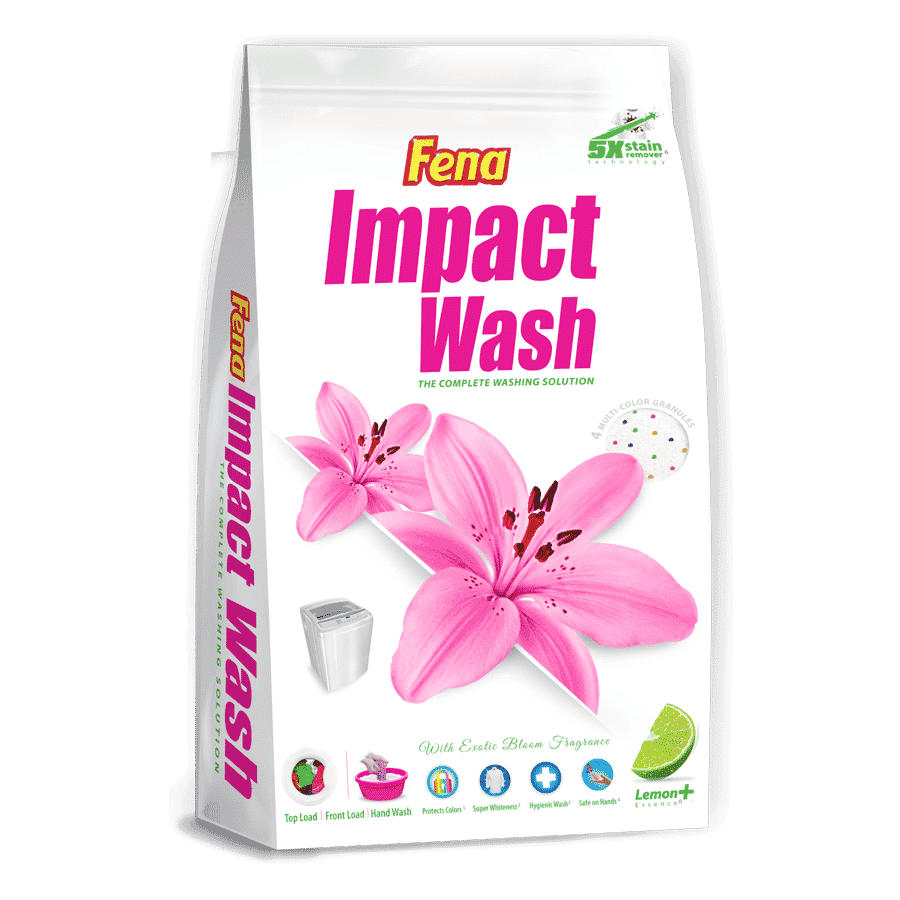 5X stain
remover &
technology
Fena
Impact
Wash
THE COMPLETE WASHING SOLUTION
4 MULTI-COLOR GRANULES
With Exotic Bloom Fragrance
Top Load | Front Load | Hand Wash
Protects Colors
Super Whiteness
Hygienic Wash
Safe on Hands
Lemon+
Essence
Fena Impact Wash
THE COMPLETE WASHING SOLUTION